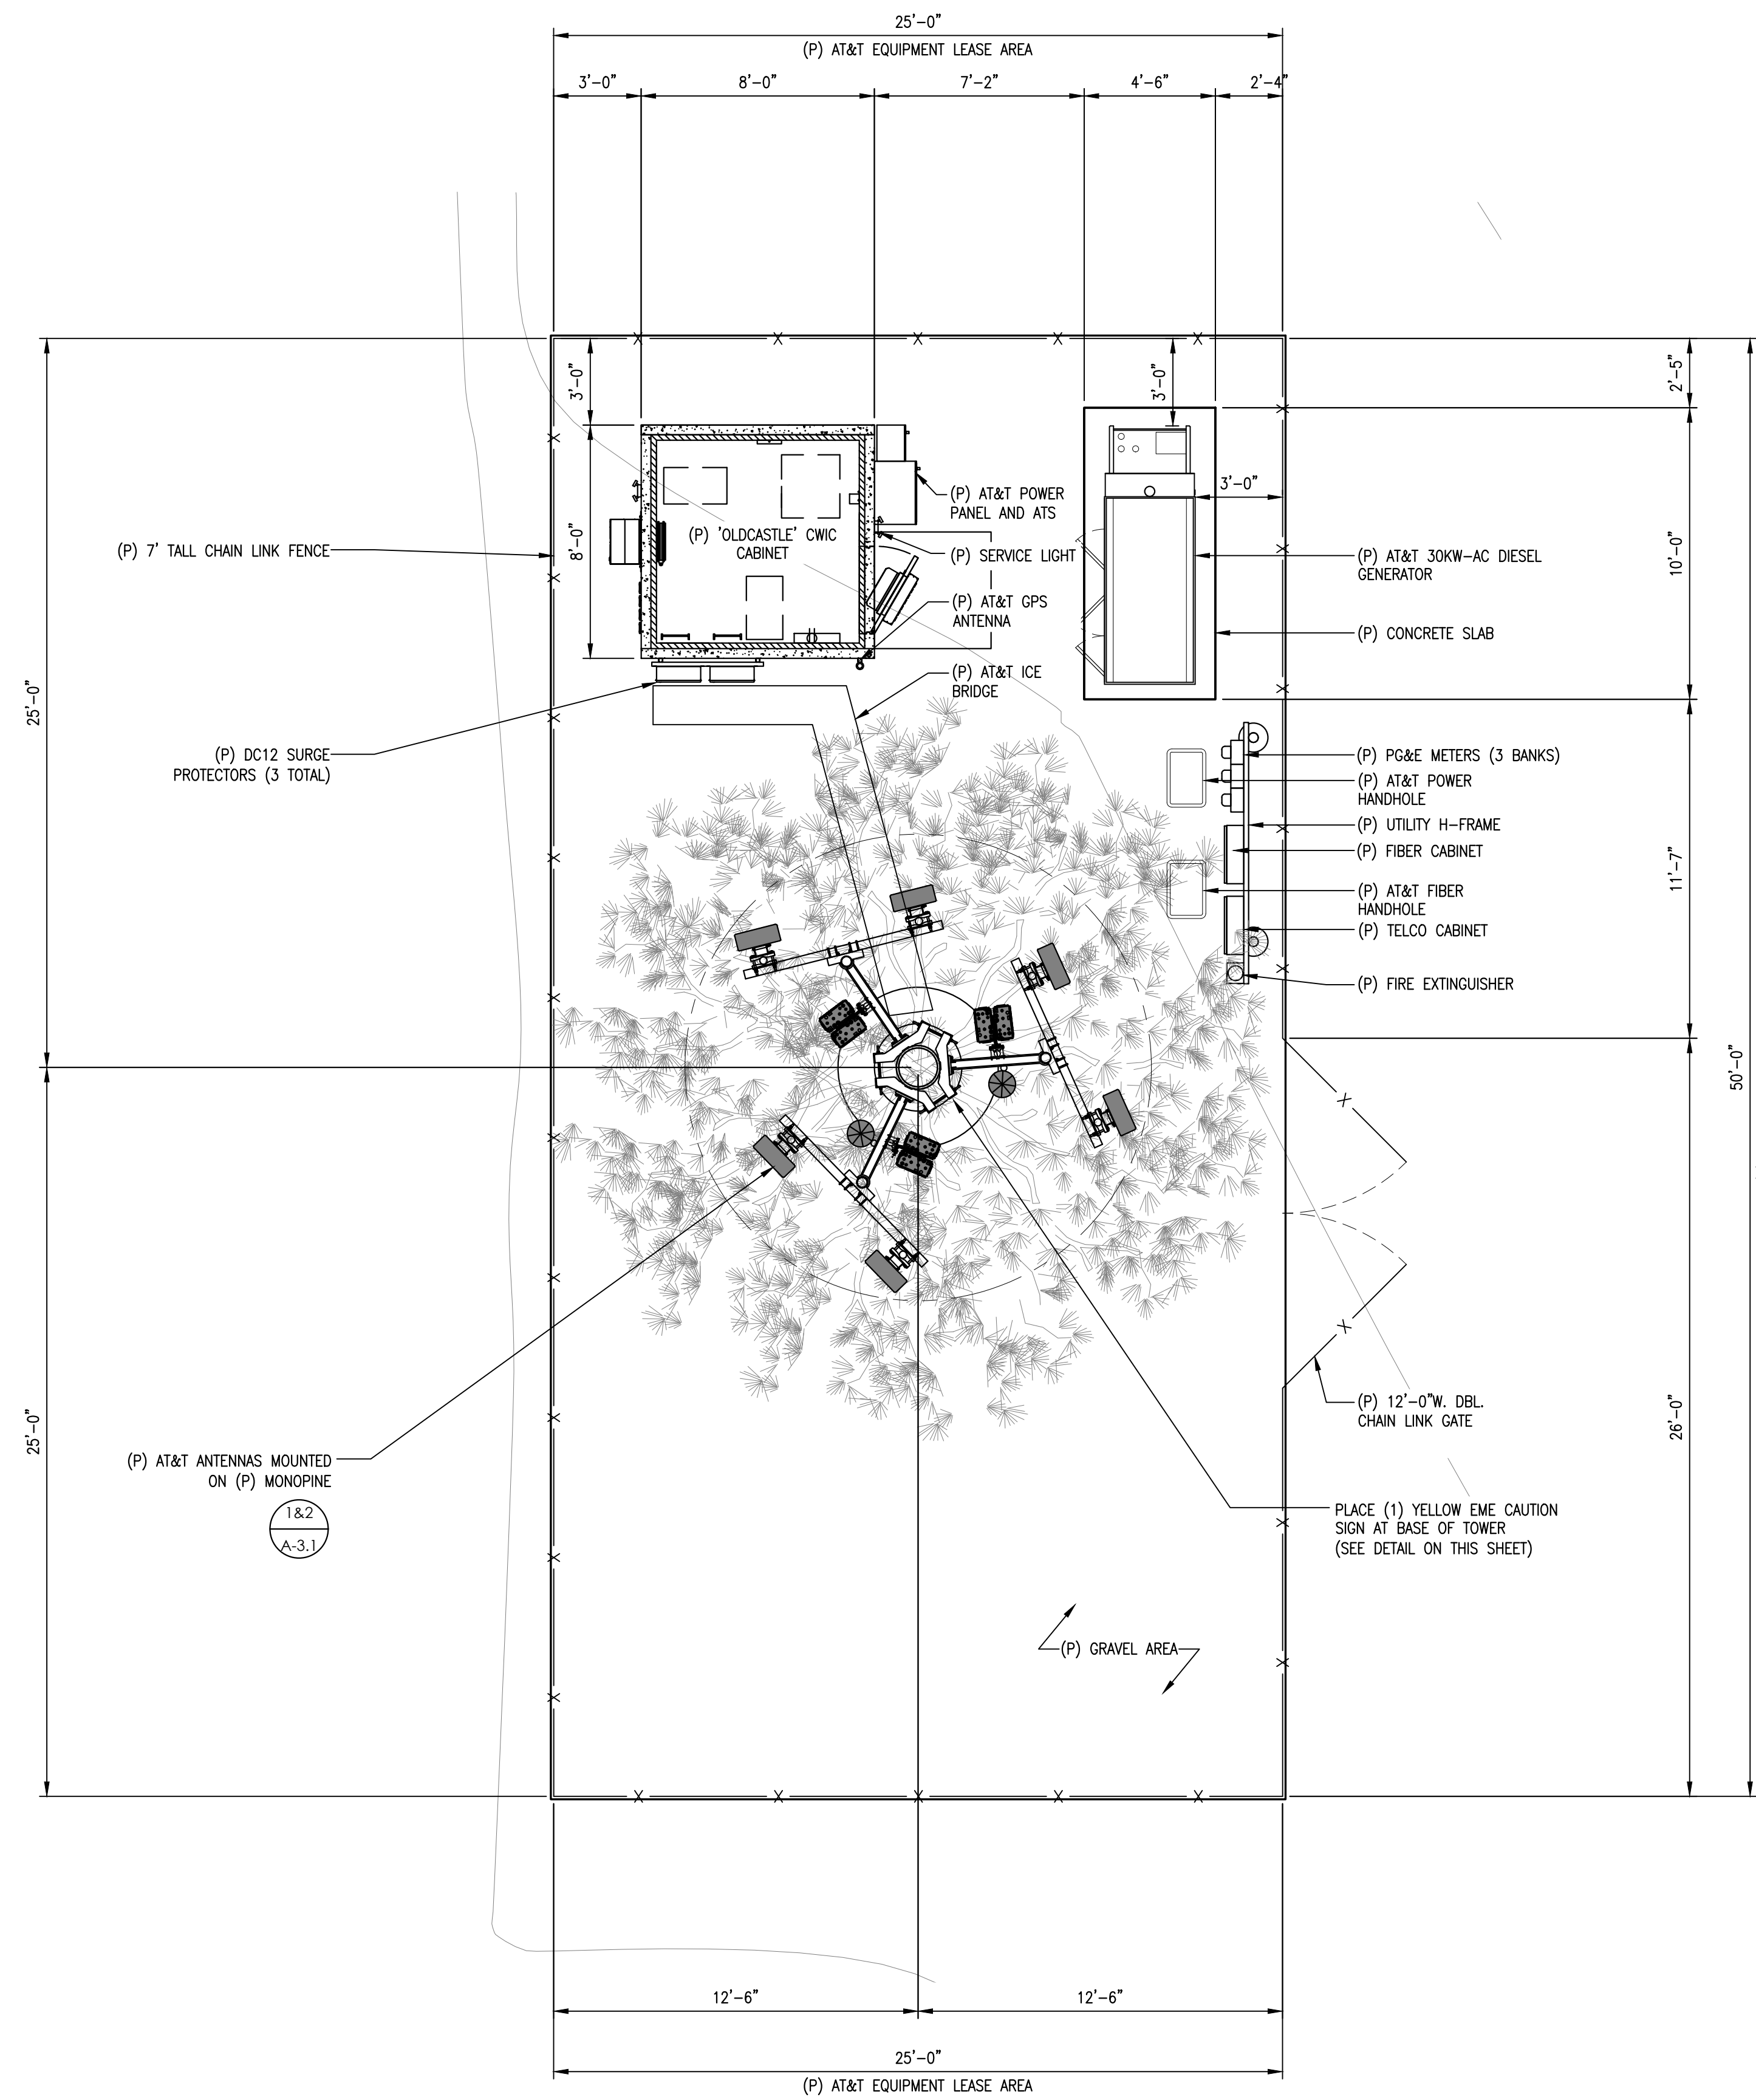 25'-0"
(P) AT&T EQUIPMENT LEASE AREA
3'-0"
8'-0"
7'-2"
4'-6"
2'-4"
3'-0"
3'-0"
2'-5"
(P) AT&T POWER
PANEL AND ATS
3'-0"
8'-0"
(P) 'OLDCASTLE' CWIC
CABINET
(P) 7' TALL CHAIN LINK FENCE
(P) SERVICE LIGHT
(P) AT&T 30KW-AC DIESEL
GENERATOR
10'-0"
(P) AT&T GPS
ANTENNA
(P) CONCRETE SLAB
(P) AT&T ICE
BRIDGE
25'-0"
(P) DC12 SURGE
PROTECTORS (3 TOTAL)
(P) PG&E METERS (3 BANKS)
(P) AT&T POWER
HANDHOLE
(P) UTILITY H-FRAME
(P) FIBER CABINET
11'-7"
(P) AT&T FIBER
HANDHOLE
(P) TELCO CABINET
(P) FIRE EXTINGUISHER
50'-0"
25'-0"
(P) 12'-0"W. DBL.
CHAIN LINK GATE
26'-0"
(P) AT&T ANTENNAS MOUNTED
ON (P) MONOPINE
1&2
A-3.1
PLACE (1) YELLOW EME CAUTION
SIGN AT BASE OF TOWER
(SEE DETAIL ON THIS SHEET)
(P) GRAVEL AREA
12'-6"
12'-6"
25'-0"
(P) AT&T EQUIPMENT LEASE AREA